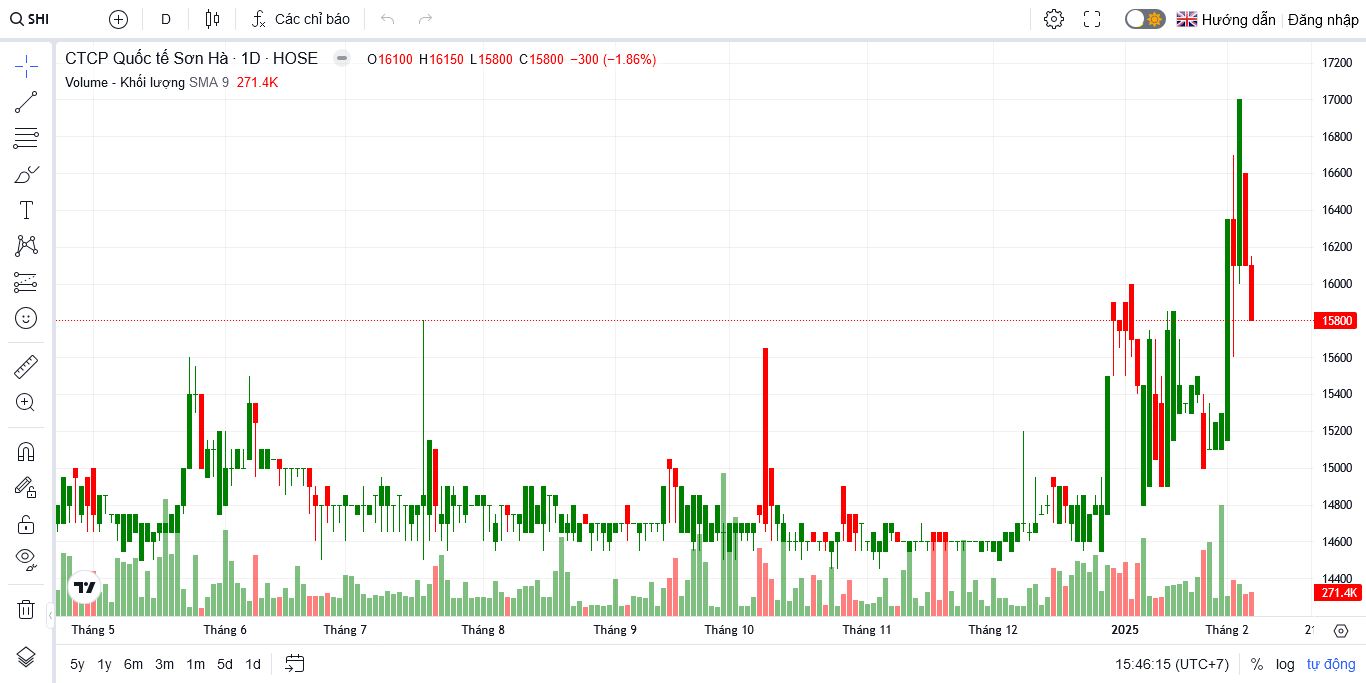 SHI D Các chỉ báo Hướng dẫn Đăng nhập
CTCP Quốc tế Sơn Hà · 1D · HOSE O16100 H16150 L15800 C15800 −300 (−1.86%)
Volume - Khối lượng SMA 9 271.4K
17200
17000
16800
16600
16400
16200
16000
15800
15600
15400
15200
15000
14800
14600
14400
271.4K
Tháng 5 Tháng 6 Tháng 7 Tháng 8 Tháng 9 Tháng 10 Tháng 11 Tháng 12 2025 Tháng 2
5y 1y 6m 3m 1m 5d 1d 15:46:15 (UTC+7) % log tự động